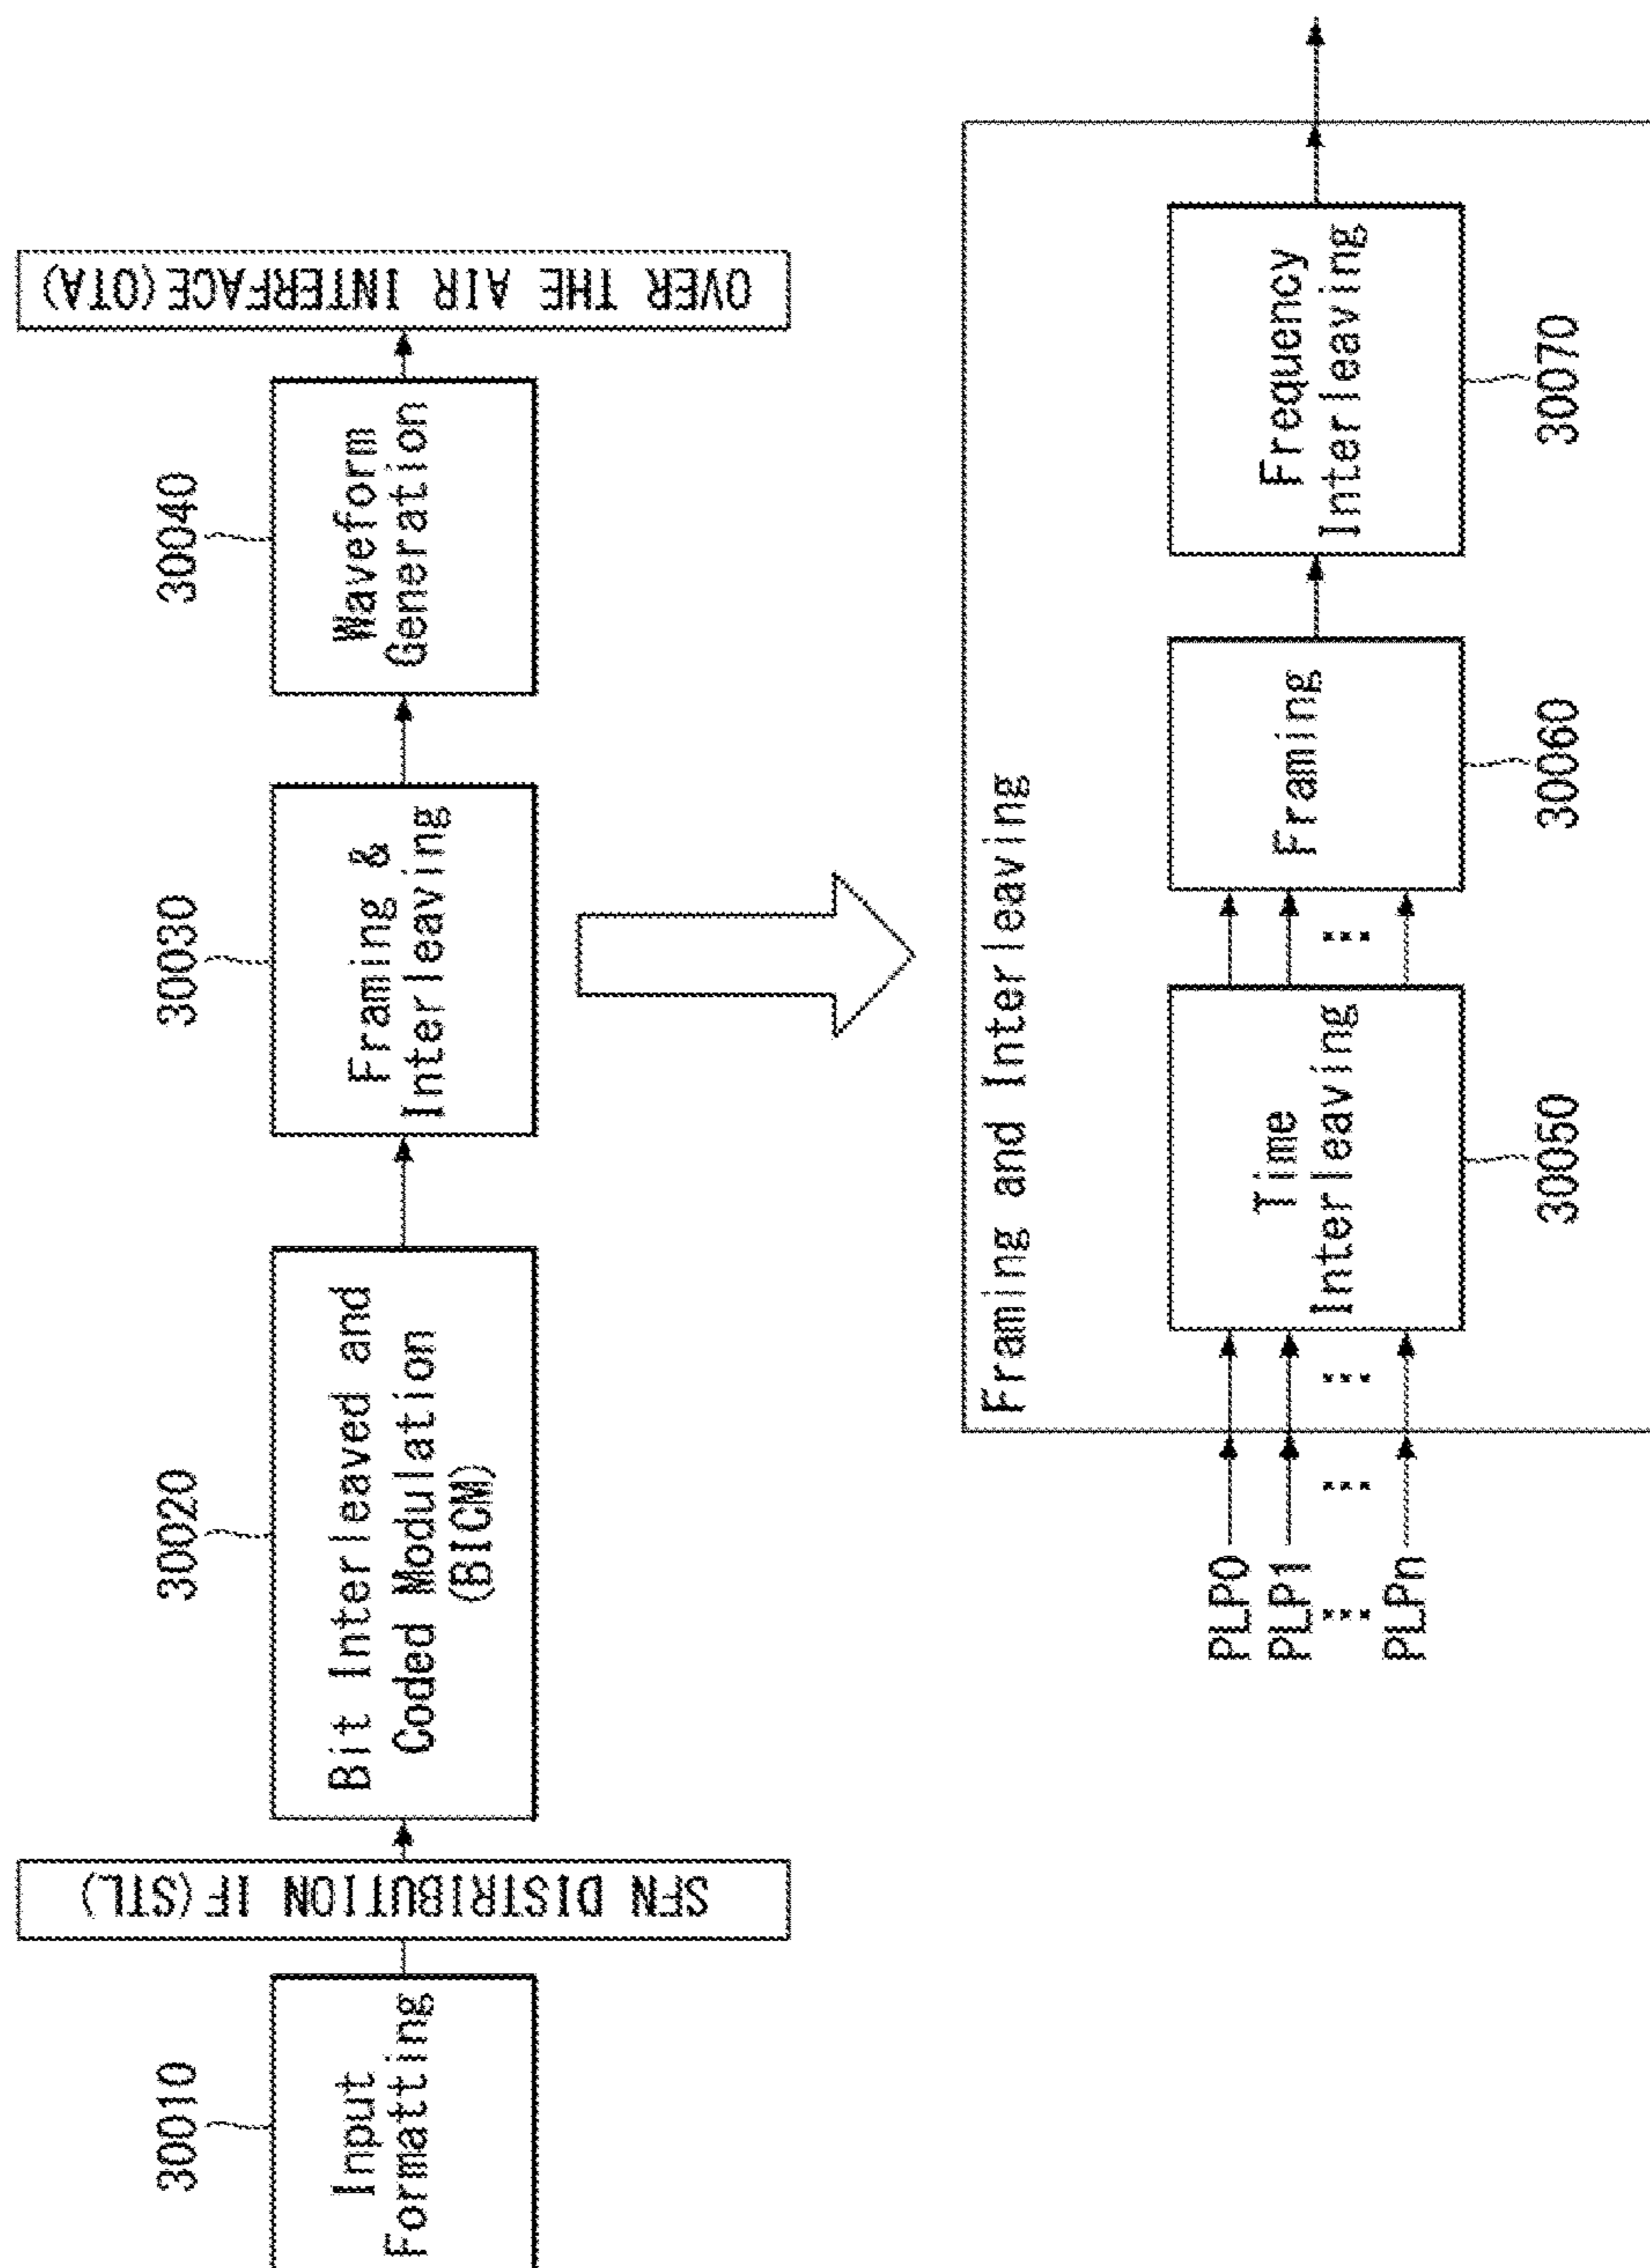 30010
Input
Formatting
SFN DISTRIBUTION IF(STL)
30020
Bit Interleaved and
Coded Modulation
(BICM)
30030
Framing &
Interleaving
30040
Waveform
Generation
OVER THE AIR INTERFACE(OTA)
Framing and Interleaving
PLP0
PLP1
PLPn
Time
Interleaving
30050
Framing
30060
Frequency
Interleaving
30070